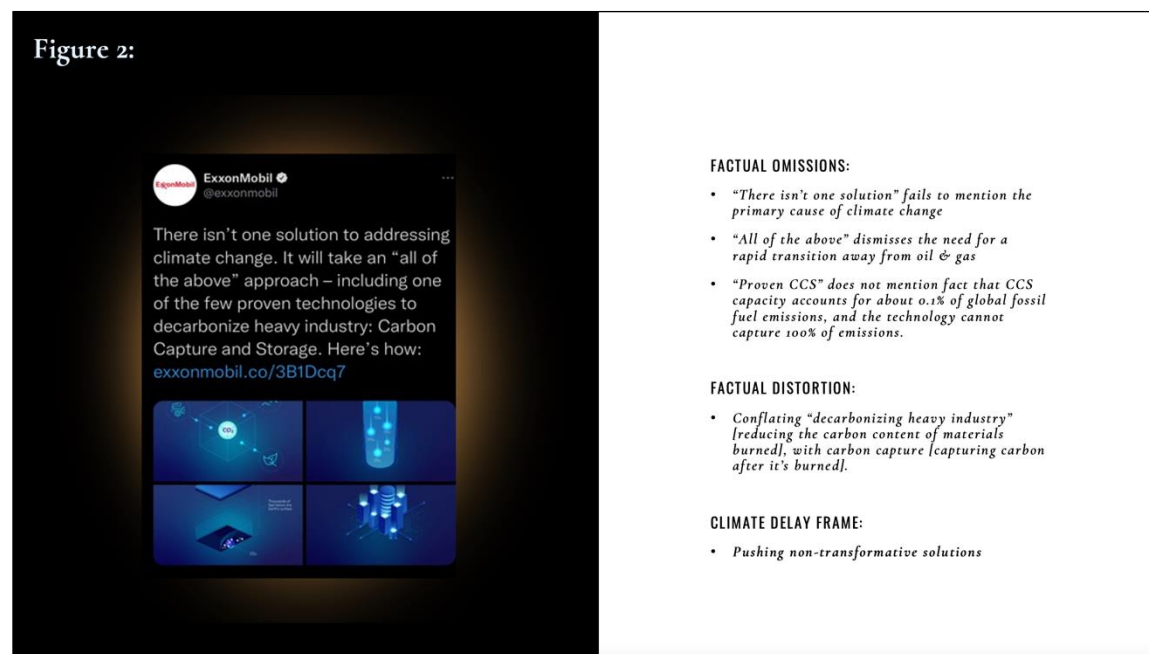 Figure 2:
ExxonMobil
ExxonMobil
@exxonmobil
There isn't one solution to addressing
climate change. It will take an “all of
the above” approach – including one
of the few proven technologies to
decarbonize heavy industry: Carbon
Capture and Storage. Here's how:
exxonmobil.co/3B1Dcq7
CO₂
FACTUAL OMISSIONS:
• “There isn't one solution” fails to mention the
primary cause of climate change
• “All of the above” dismisses the need for a
rapid transition away from oil & gas
• “Proven CCS” does not mention fact that CCS
capacity accounts for about 0.1% of global fossil
fuel emissions, and the technology cannot
capture 100% of emissions.
FACTUAL DISTORTION:
• Conflating “decarbonizing heavy industry”
[reducing the carbon content of materials
burned], with carbon capture [capturing carbon
after it's burned].
CLIMATE DELAY FRAME:
• Pushing non-transformative solutions